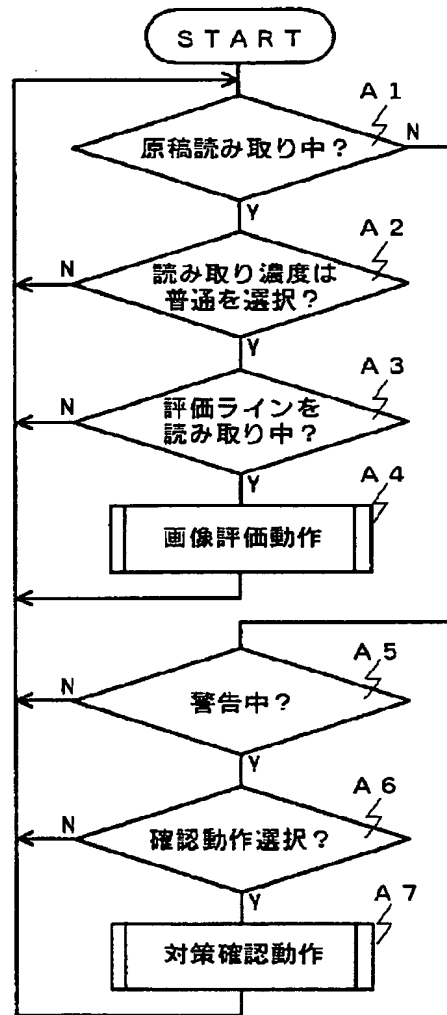 START
A1
原稿読み取り中？
N
Y
A2
N
読み取り濃度は
普通を選択？
Y
A3
N
評価ラインを
読み取り中？
Y
A4
画像評価動作
A5
N
警告中？
Y
A6
N
確認動作選択？
Y
A7
対策確認動作